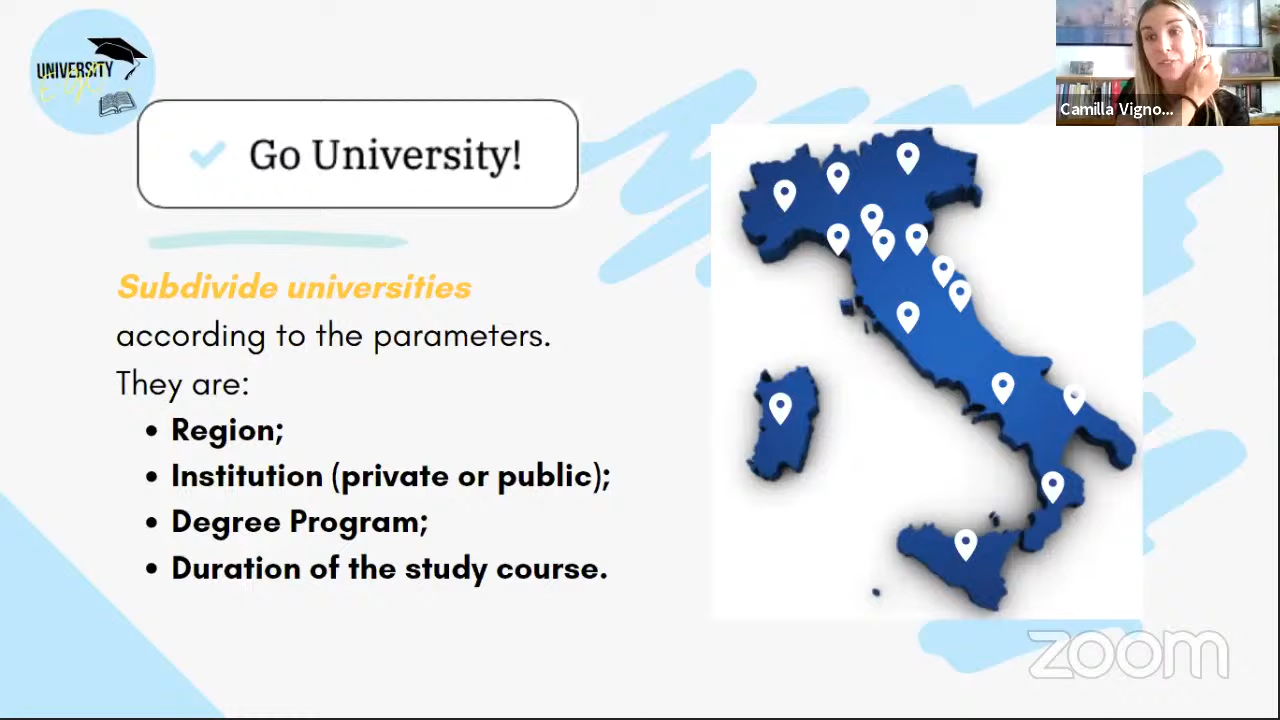 UNIVERSITY
Go University!
Camilla Vigno...
Subdivide universities
according to the parameters.
They are:
• Region;
• Institution (private or public);
• Degree Program;
• Duration of the study course.
zoom